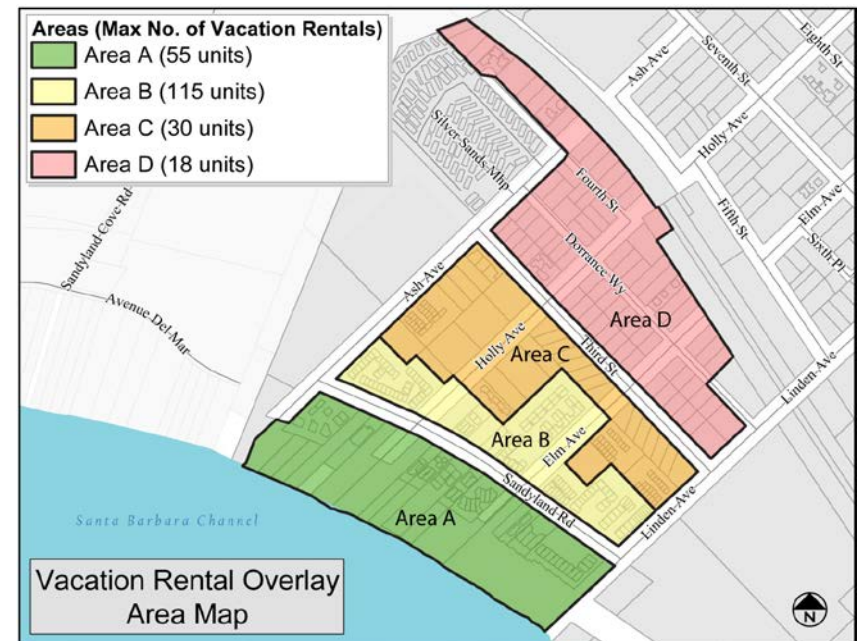 Areas (Max No. of Vacation Rentals)
Area A (55 units)
Area B (115 units)
Area C (30 units)
Area D (18 units)
Eighth St
Seventh St
Ash Ave
Holly Ave
Silver-Sands-Mhp
Fourth St
Elm-Ave
Fifth St
Sixth Pl
Sandyland Cove Rd
Dorrance Wy
Ash Ave
Avenue Del-Mar
Area D
Holly Ave
Area C
Third St
Linden-Ave
Area B
Elm-Ave
Sandyland-Rd
Area A
Linden-Ave
Santa Barbara Channel
Vacation Rental Overlay
Area Map
N